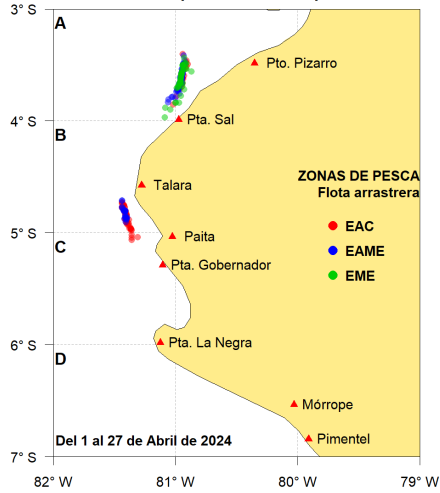 3° S
A
Pto. Pizarro
4° S
Pta. Sal
B
ZONAS DE PESCA
Flota arrastrera
Talara
EAC
5° S
Paita
EAME
C
Pta. Gobernador
EME
6° S
Pta. La Negra
D
Mórrope
Del 1 al 27 de Abril de 2024
Pimentel
7° S
82° W
81° W
80° W
79° W